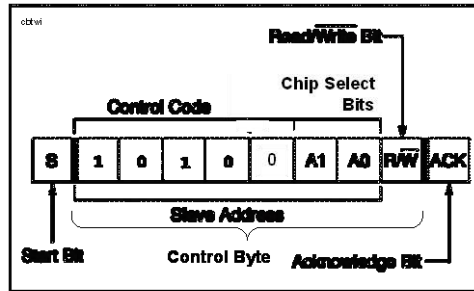 cbtwi
Read/Write Bit
Chip Select
Bits
Control Code
S 1 0 1 0 0 A1 A0 R/W ACK
Slave Address
Start Bit
Control Byte
Acknowledge Bit